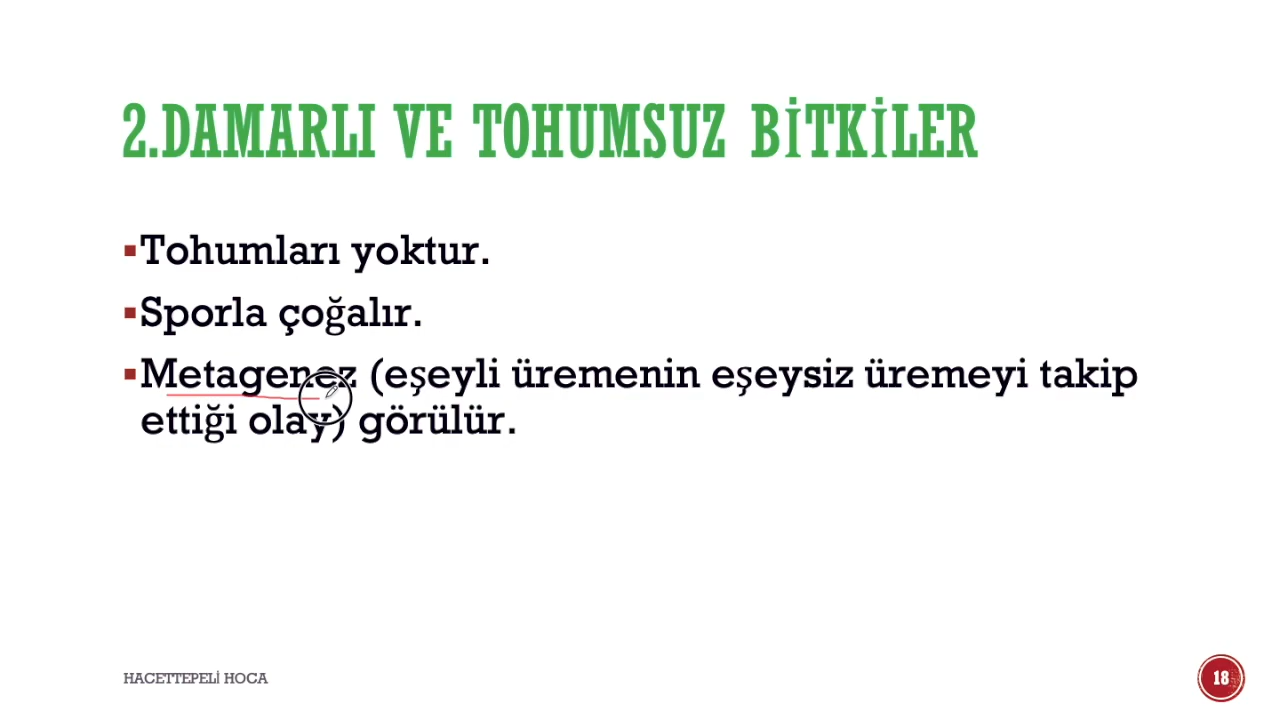 2.DAMARLI VE TOHUMSUZ BİTKİLER
▪Tohumları yoktur.
▪Sporla çoğalır.
▪Metagenez (eşeyli üremenin eşeysiz üremeyi takip
ettiği olay) görülür.
HACETTEPELİ HOCA
18